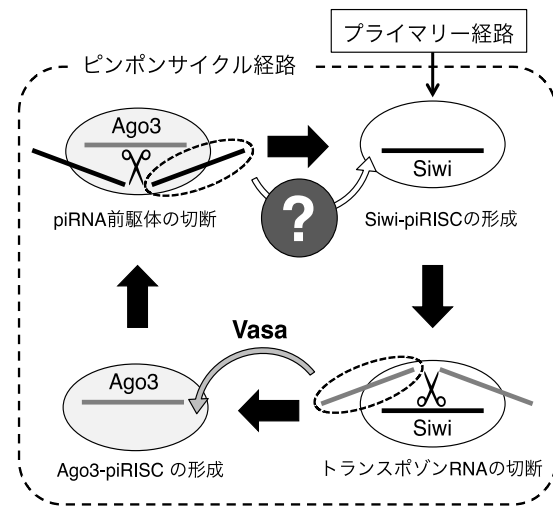 プライマリー経路
ピンポンサイクル経路
Ago3
piRNA前駆体の切断
?
Siwi
Siwi-piRISCの形成
Vasa
Ago3
Ago3-piRISC の形成
Siwi
トランスポゾンRNAの切断